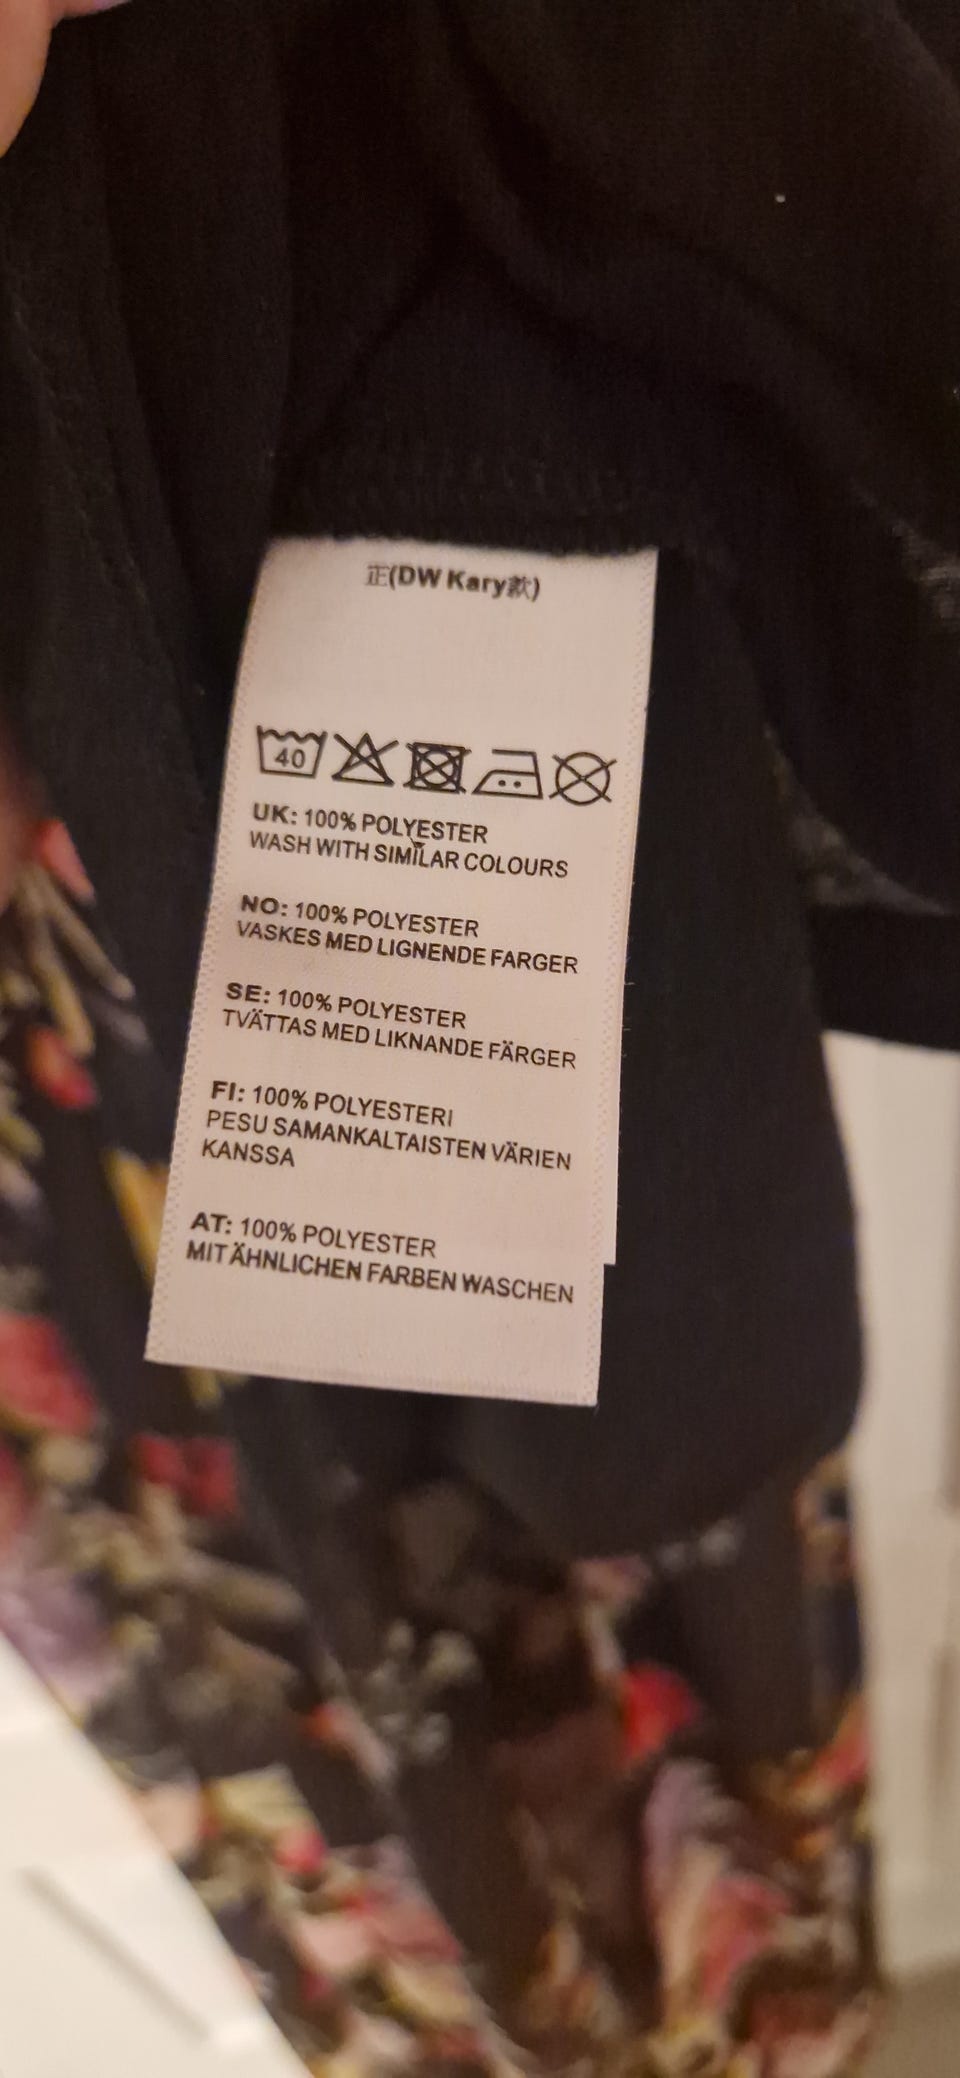 正(DW Kary款)
40
UK: 100% POLYESTER
WASH WITH SIMILAR COLOURS
NO: 100% POLYESTER
VASKES MED LIGNENDE FARGER
SE: 100% POLYESTER
TVÄTTAS MED LIKNANDE FÄRGER
FI: 100% POLYESTERI
PESU SAMANKALTAISTEN VÄRIEN
KANSSA
AT: 100% POLYESTER
MIT ÄHNLICHEN FARBEN WASCHEN